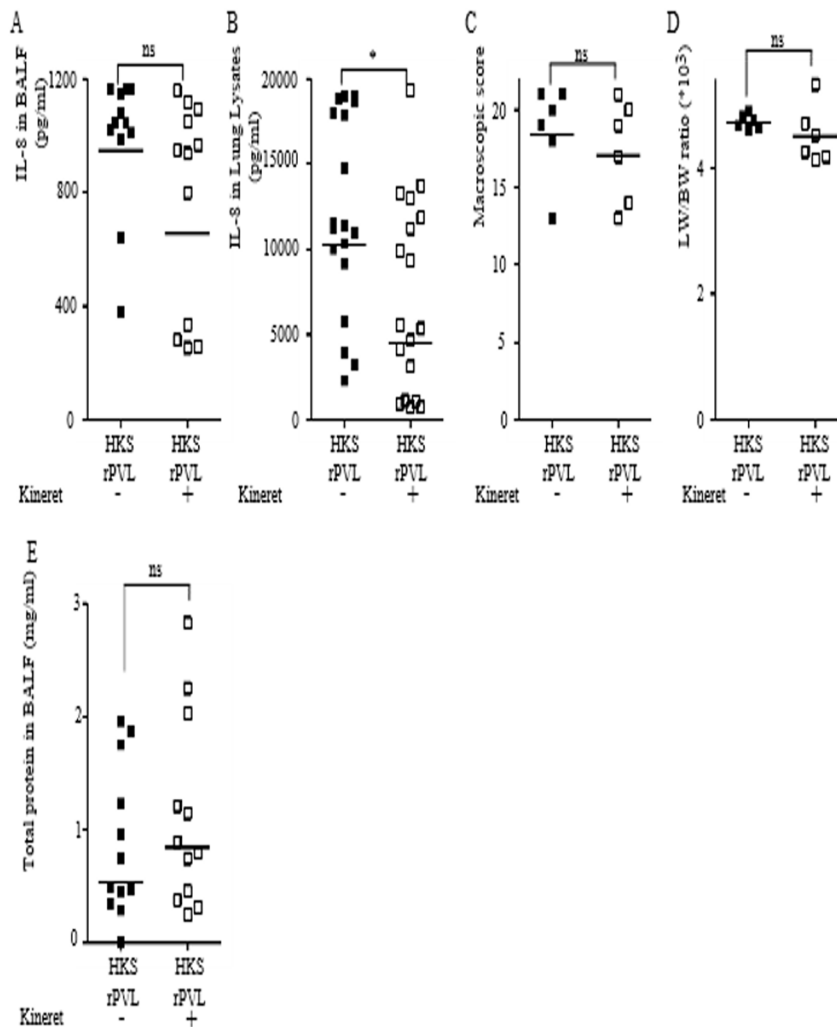 A
IL-8 in BALF
(pg/ml)
ns
1200
800
400
0
HKS HKS
rPVL rPVL
Kineret - +
B
IL-8 in Lung Lysates
(pg/ml)
*
20000
15000
10000
5000
0
HKS HKS
rPVL rPVL
Kineret - +
C
Macroscopic score
ns
20
15
10
5
0
HKS HKS
rPVL rPVL
Kineret - +
D
LW/BW ratio (*10³)
ns
4
2
0
HKS HKS
rPVL rPVL
Kineret - +
E
Total protein in BALF (mg/ml)
ns
3
2
1
0
HKS HKS
rPVL rPVL
Kineret - +